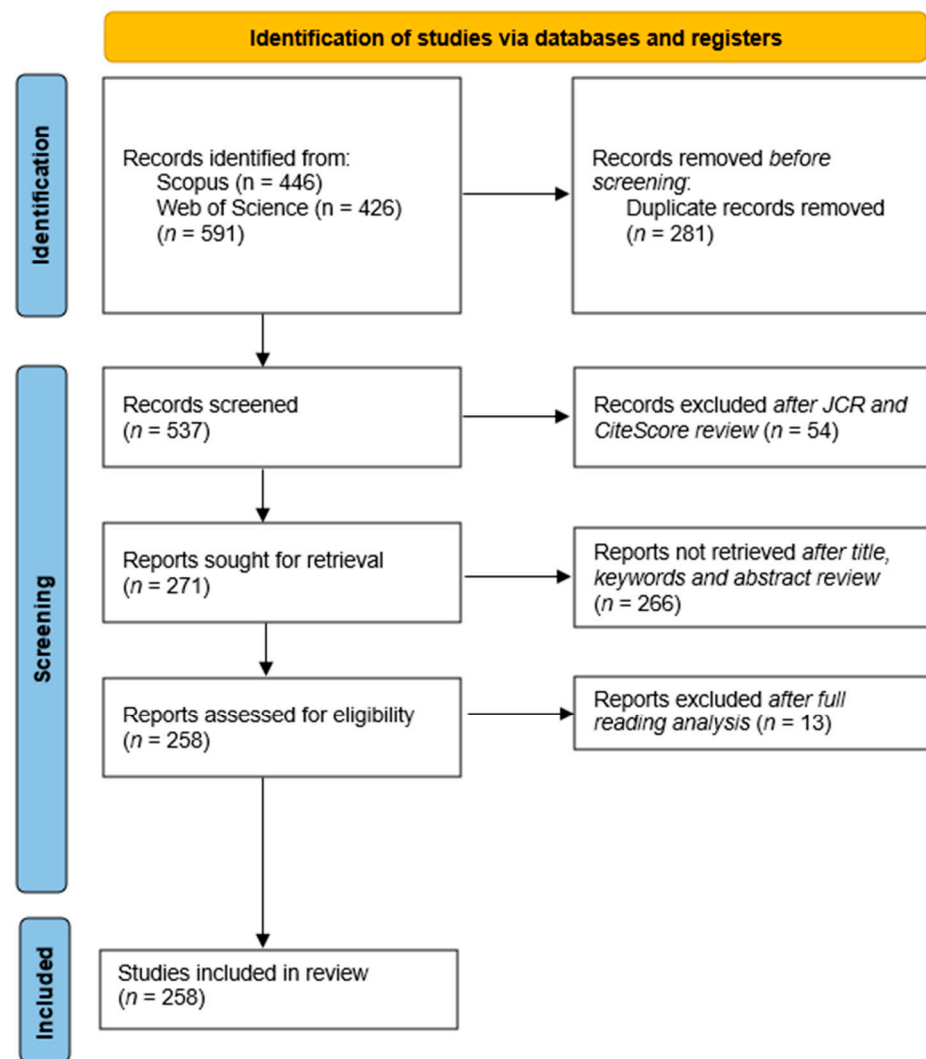 Identification of studies via databases and registers
Identification
Records identified from:
Scopus (n = 446)
Web of Science (n = 426)
(n = 591)
Records removed before
screening:
Duplicate records removed
(n = 281)
Screening
Records screened
(n = 537)
Records excluded after JCR and
CiteScore review (n = 54)
Reports sought for retrieval
(n = 271)
Reports not retrieved after title,
keywords and abstract review
(n = 266)
Reports assessed for eligibility
(n = 258)
Reports excluded after full
reading analysis (n = 13)
Included
Studies included in review
(n = 258)